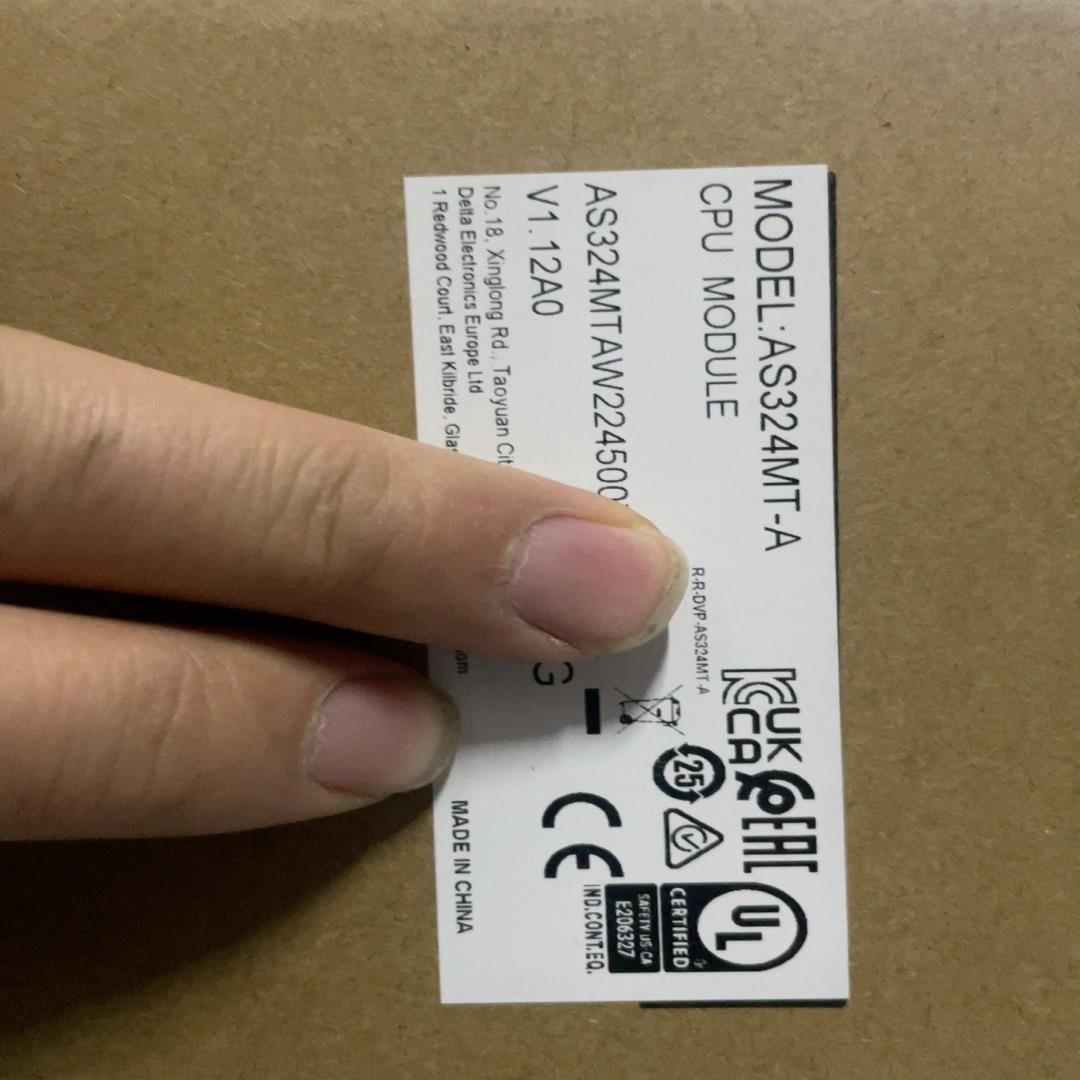 MODEL:AS324MT-A
CPU MODULE
R-R-DVP-AS324MT-A
AS324MTAW224500
V1.12A0
G
No.18, Xinglong Rd., Taoyuan
Delta Electronics Europe Ltd
1 Redwood Court, East Kilbride,
MADE IN CHINA
UK
CA
EAC
25
CE
UL
CERTIFIED
SAFETY US-CA
E206327
IND.CONT.EQ.